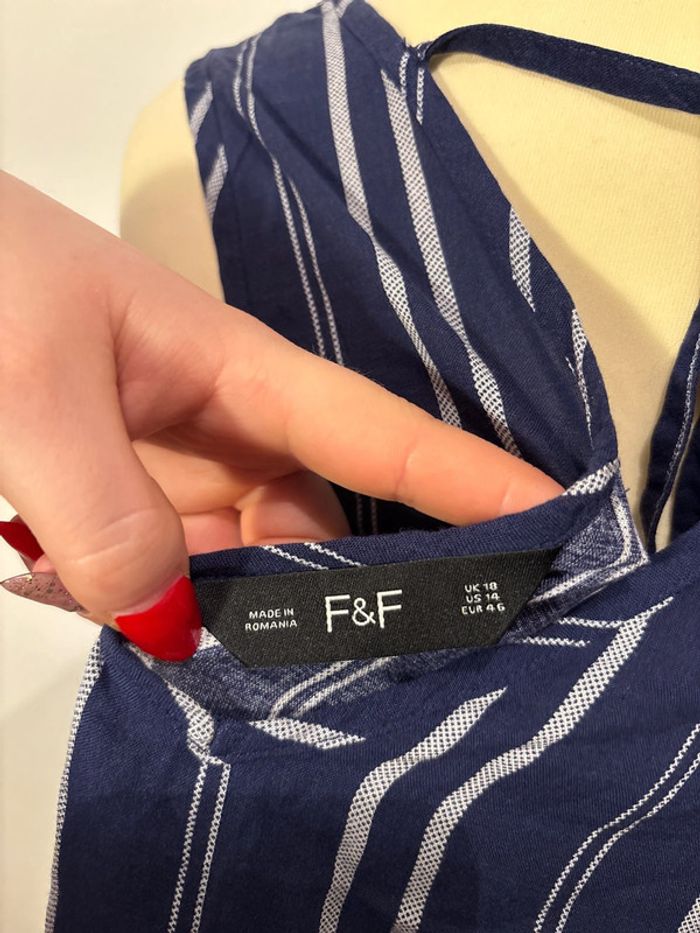 MADE IN
ROMANIA
F&F
UK 18
US 14
EUR 46